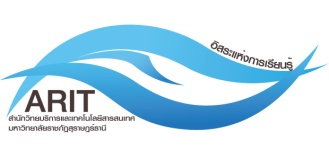 อิสระแห่งการเรียนรู้
ARIT
สำนักวิทยบริการและเทคโนโลยีสารสนเทศ
มหาวิทยาลัยราชภัฏสุราษฎร์ธานี